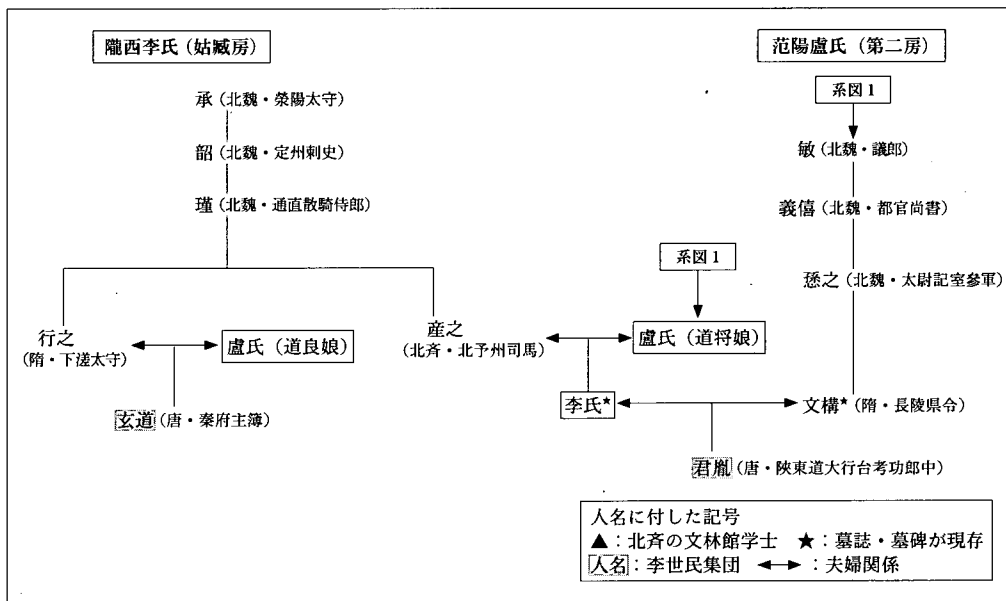 隴西李氏（姑臧房）
范陽盧氏（第二房）
系図1
承（北魏・滎陽太守）
敏（北魏・議郎）
韶（北魏・定州刺史）
瑾（北魏・通直散騎侍郎）
義僖（北魏・都官尚書）
系図1
愻之（北魏・太尉記室参軍）
行之
（隋・下溠太守）
盧氏（道良娘）
産之
（北斉・北予州司馬）
盧氏（道将娘）
玄道（唐・秦府主簿）
李氏★
文構★（隋・長陵県令）
君胤（唐・陝東道大行台考功郎中）
人名に付した記号
▲：北斉の文林館学士　★：墓誌・墓碑が現存
人名：李世民集団　←→：夫婦関係